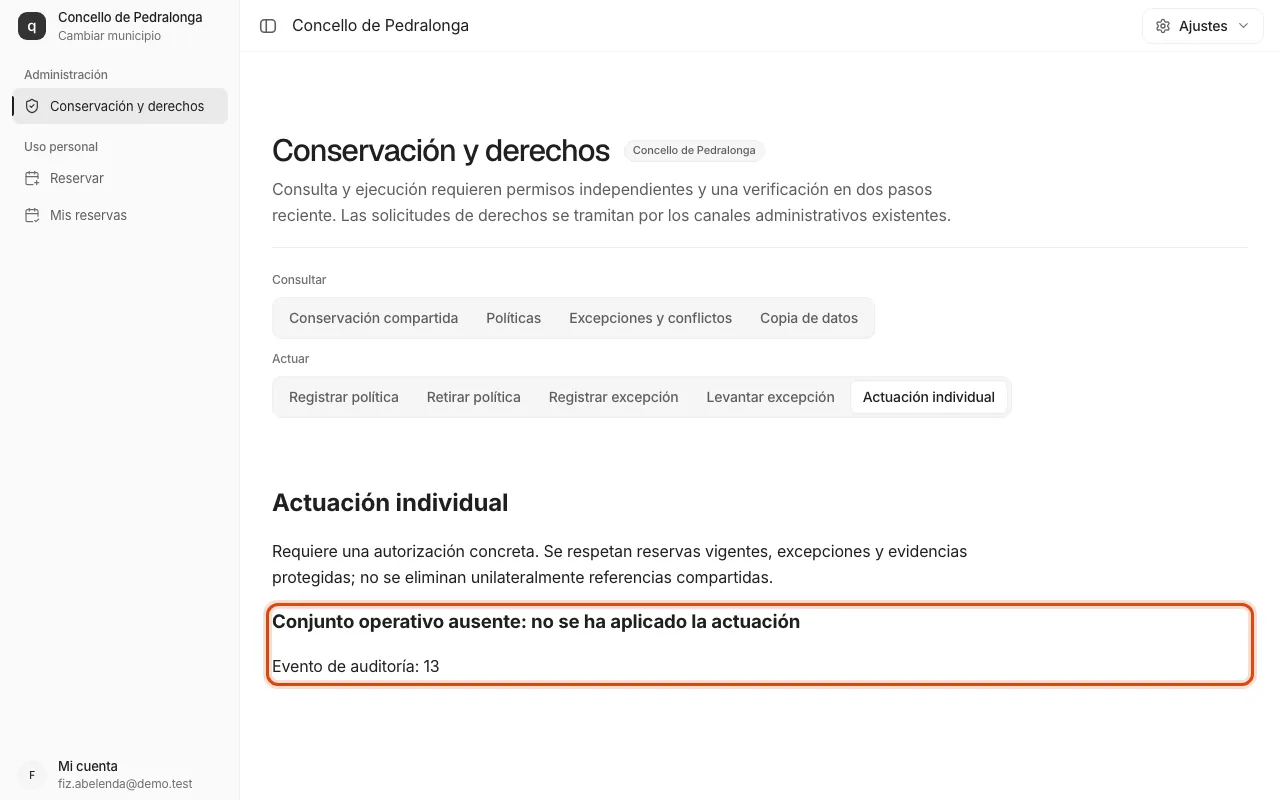 q
Concello de Pedralonga
Cambiar municipio
Administración
Conservación y derechos
Uso personal
Reservar
Mis reservas
F
Mi cuenta
fiz.abelenda@demo.test
Concello de Pedralonga
Ajustes
Conservación y derechos
Concello de Pedralonga
Consulta y ejecución requieren permisos independientes y una verificación en dos pasos
reciente. Las solicitudes de derechos se tramitan por los canales administrativos existentes.
Consultar
Conservación compartida Políticas Excepciones y conflictos Copia de datos
Actuar
Registrar política Retirar política Registrar excepción Levantar excepción Actuación individual
Actuación individual
Requiere una autorización concreta. Se respetan reservas vigentes, excepciones y evidencias
protegidas; no se eliminan unilateralmente referencias compartidas.
Conjunto operativo ausente: no se ha aplicado la actuación
Evento de auditoría: 13